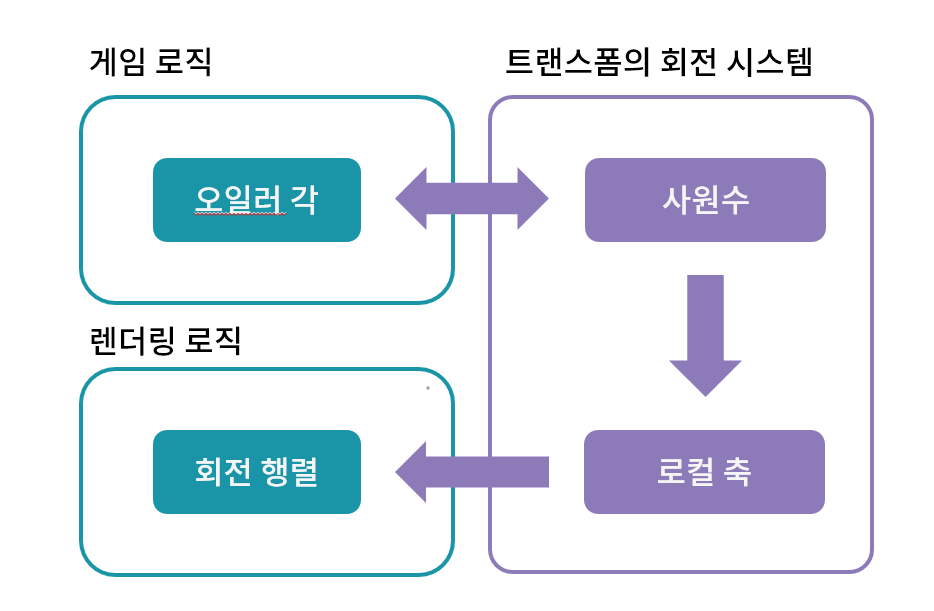 게임 로직
트랜스폼의 회전 시스템
오일러 각
사원수
렌더링 로직
회전 행렬
로컬 축